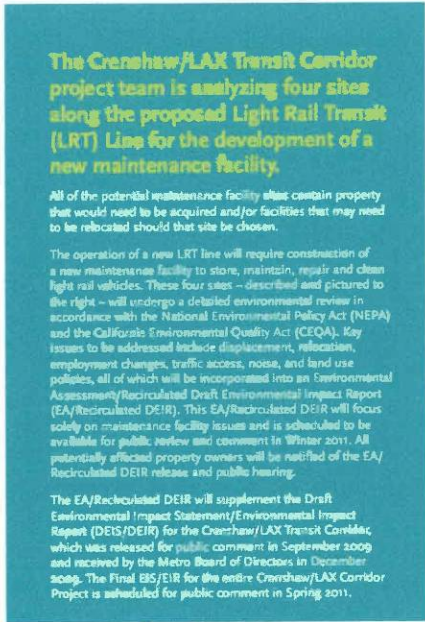 The Crenshaw/LAX Transit Corridor
project team is analyzing four sites
along the proposed Light Rail Transit
(LRT) Line for the development of a
new maintenance facility.
All of the potential maintenance facility sites contain property
that would need to be acquired and/or facilities that may need
to be relocated should that site be chosen.
The operation of a new LRT line will require construction of
a new maintenance facility to store, maintain, repair and clean
light rail vehicles. These four sites – described and pictured to
the right – will undergo a detailed environmental review in
accordance with the National Environmental Policy Act (NEPA)
and the California Environmental Quality Act (CEQA). Key
issues to be addressed include displacement, relocation,
employment changes, traffic access, noise, and land use
policies, all of which will be incorporated into an Environmental
Assessment/Recirculated Draft Environmental Impact Report
(EA/Recirculated DEIR). This EA/Recirculated DEIR will focus
solely on maintenance facility issues and is scheduled to be
available for public review and comment in Winter 2011. All
potentially affected property owners will be notified of the EA/
Recirculated DEIR release and public hearing.
The EA/Recirculated DEIR will supplement the Draft
Environmental Impact Statement/Environmental Impact
Report (DEIS/DEIR) for the Crenshaw/LAX Transit Corridor,
which was released for public comment in September 2009
and received by the Metro Board of Directors in December
2009. The Final EIS/EIR for the entire Crenshaw/LAX Corridor
Project is scheduled for public comment in Spring 2011.